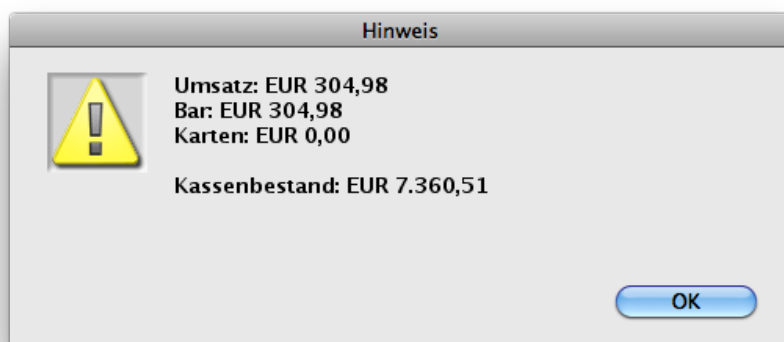 Hinweis
Umsatz: EUR 304,98
Bar: EUR 304,98
Karten: EUR 0,00
Kassenbestand: EUR 7.360,51
OK